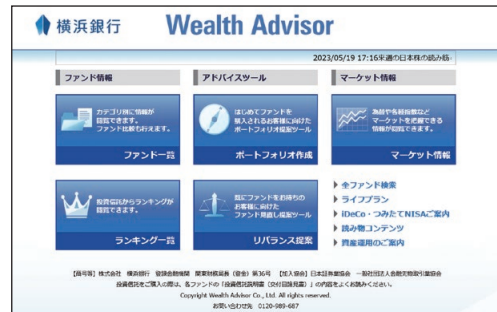 横浜銀行 Wealth Advisor
2023/05/19 17:16来週の日本株の読み筋
ファンド情報
アドバイスツール
マーケット情報
カテゴリ別に情報が
閲覧できます。
ファンド比較も行えます。
ファンド一覧
はじめてファンドを
購入されるお客様に向けた
ポートフォリオ提案ツール
ポートフォリオ作成
為替や各種指数など
マーケットを把握できる
情報が閲覧できます。
マーケット情報
投資信託からランキングが
閲覧できます。
ランキング一覧
既にファンドをお持ちの
お客様に向けた
ファンド見直し提案ツール
リバランス提案
全ファンド検索
ライフプラン
iDeCo・つみたてNISAご案内
読み物コンテンツ
資産運用のご案内
【商号等】株式会社 横浜銀行 登録金融機関 関東財務局長（登金）第36号 【加入協会】日本証券業協会 一般社団法人金融先物取引業協会
投資信託をご購入の際は、各ファンドの「投資信託説明書（交付目論見書）」の内容をよくお読みください。
Copyright Wealth Advisor Co., Ltd. All rights reserved.
お問い合わせ先 0120-989-687